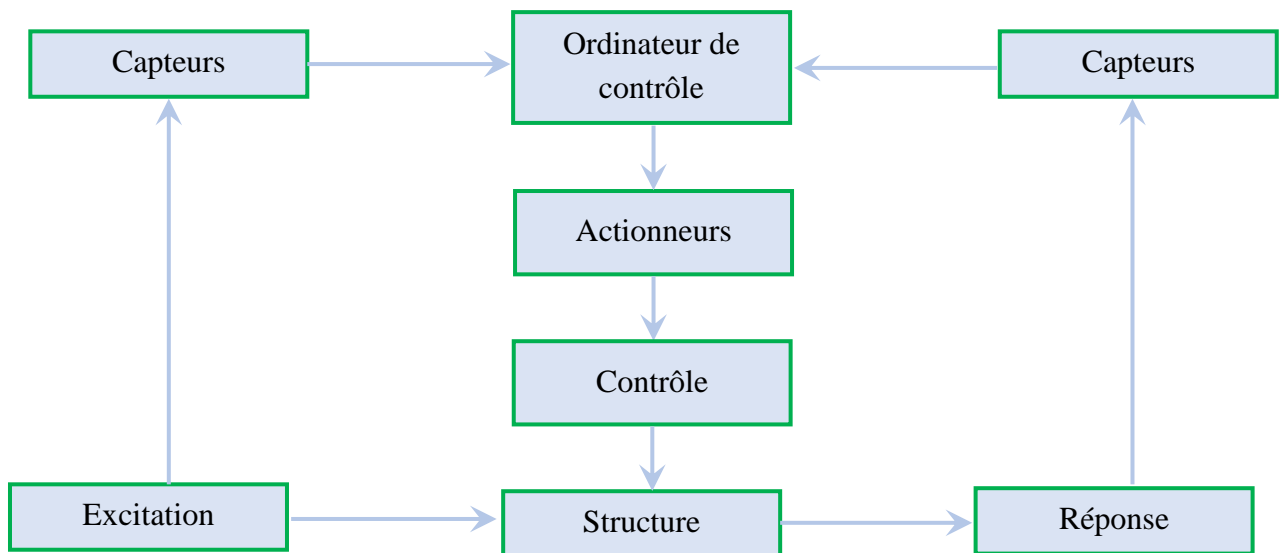 Capteurs
Ordinateur de
contrôle
Capteurs
Actionneurs
Contrôle
Excitation
Structure
Réponse